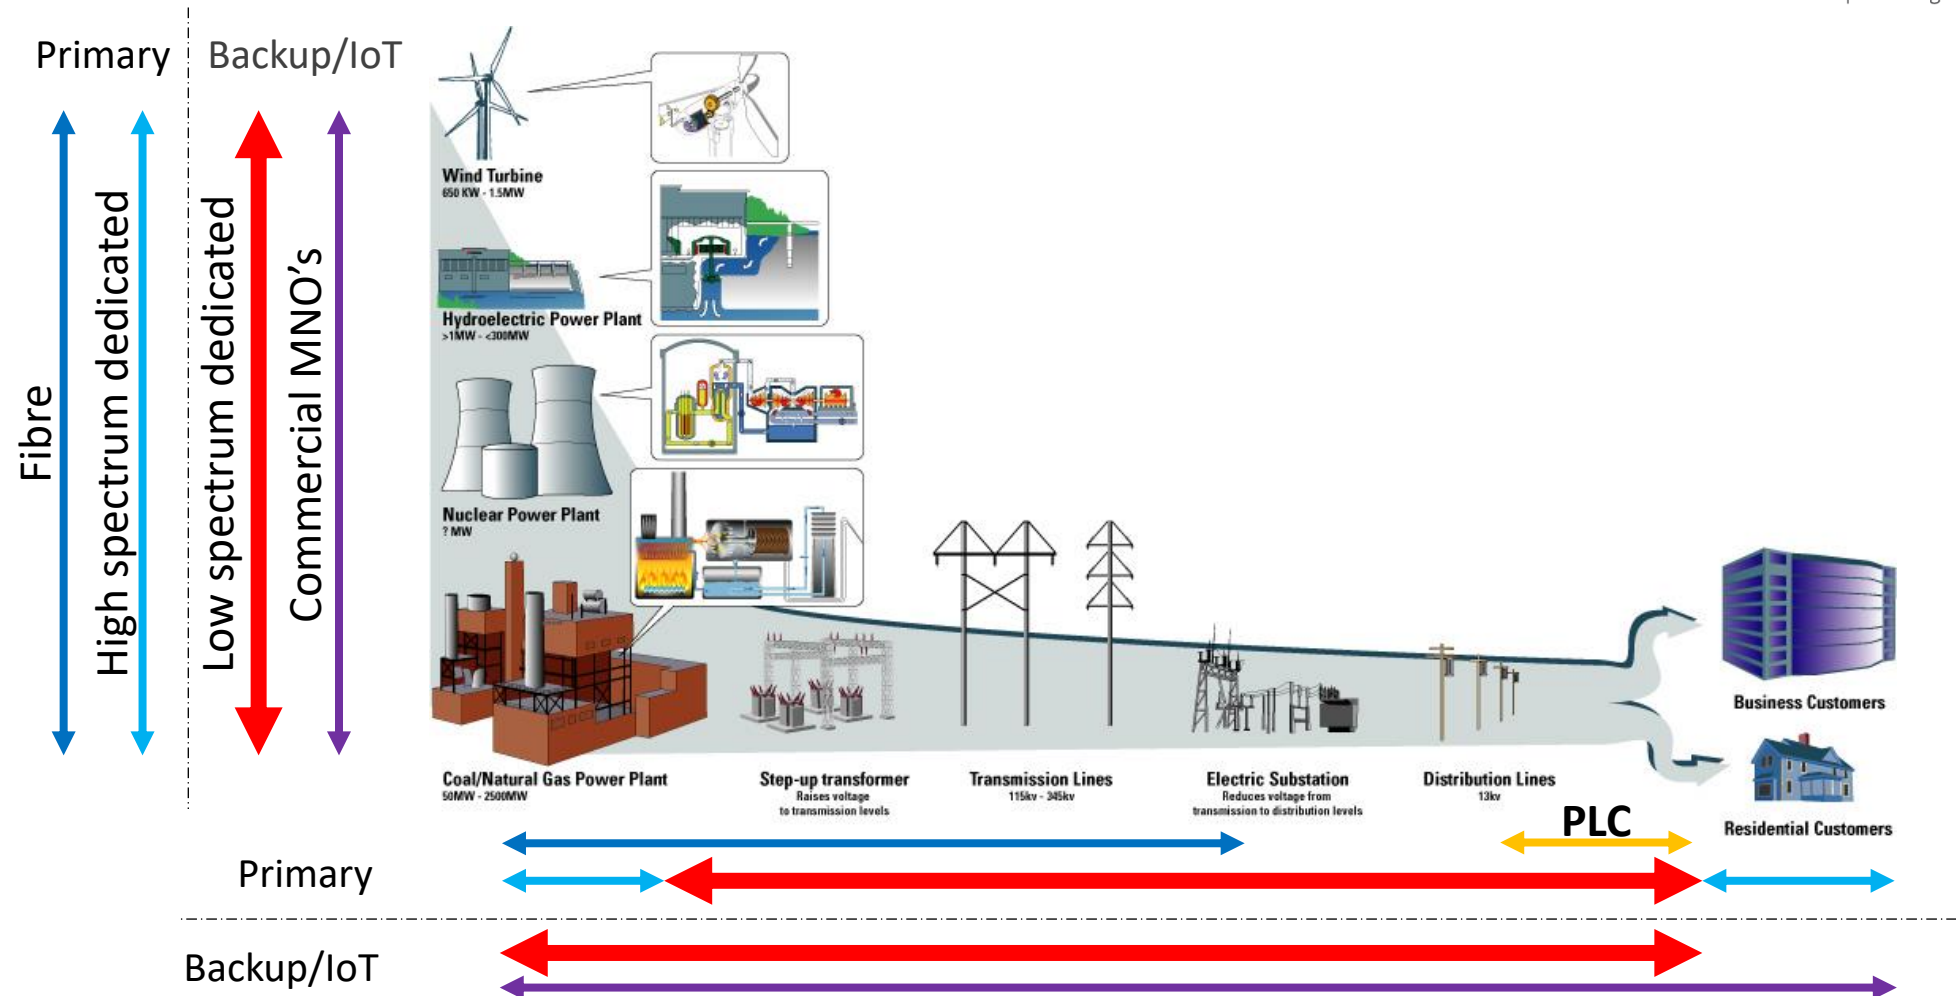 Primary
Backup/IoT
Fibre
High spectrum dedicated
Low spectrum dedicated
Commercial MNO's
Wind Turbine
650 KW - 1.5MW
Hydroelectric Power Plant
>1MW - <300MW
Nuclear Power Plant
? MW
Coal/Natural Gas Power Plant
50MW - 2500MW
Step-up transformer
Raises voltage
to transmission levels
Transmission Lines
115kv - 345kv
Electric Substation
Reduces voltage from
transmission to distribution levels
Distribution Lines
13kv
Business Customers
Residential Customers
PLC
Primary
Backup/IoT